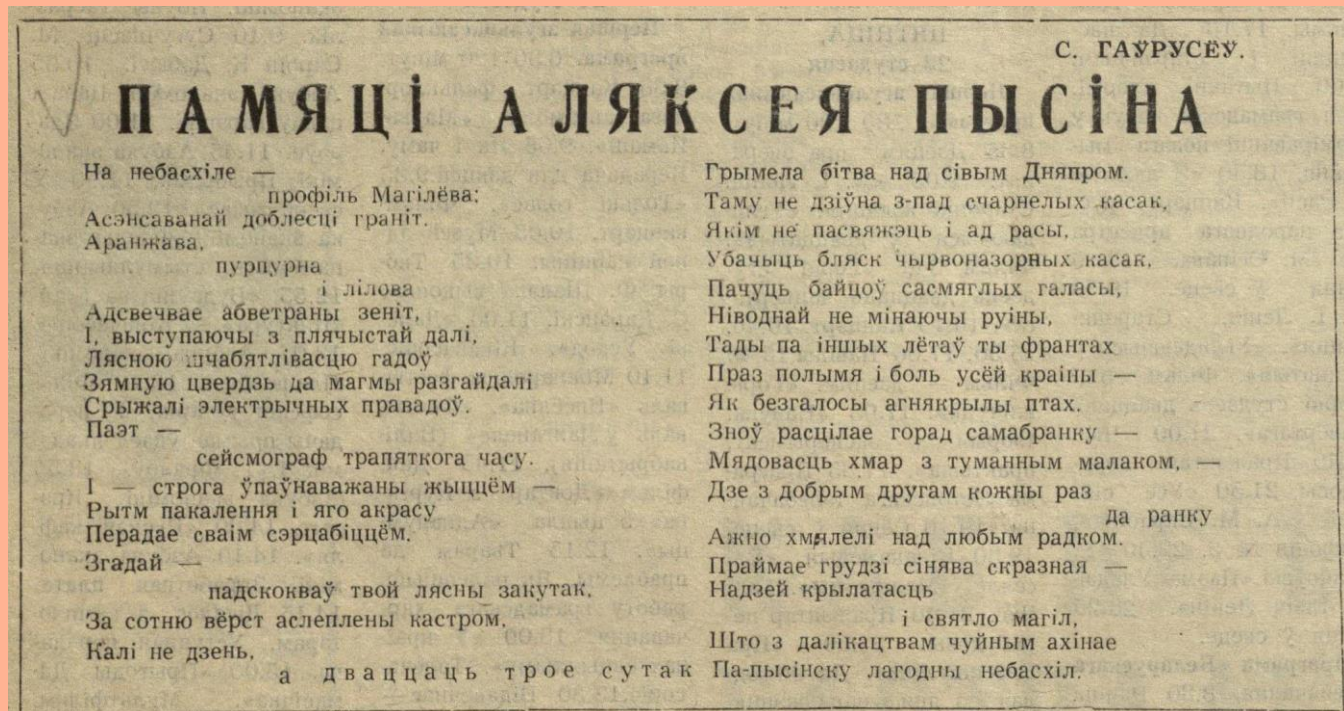 С. ГАЎРУСЁЎ.
ПАМЯЦІ АЛЯКСЕЯ ПЫСІНА
На небасхіле —
профіль Магілёва:
Асэнсаванай доблесці граніт.
Аранжава,
пурпурна
і лілова
Адсвечвае абветраны зеніт,
І, выступаючы з плячыстай далі,
Лясною шчабятлівасцю гадоў
Зямную цвердзь да магмы разгайдалі
Срыжалі электрычных правадоў.
Паэт —
сейсмограф трапяткога часу.
І — строга ўпаўнаважаны жыццём —
Рытм пакалення і яго акрасу
Перадае сваім сэрцабіццём.
Згадай —
падскокваў твой лясны закутак,
За сотню вёрст аслеплены кастром,
Калі не дзень,
а дваццаць трое сутак
Грымела бітва над сівым Дняпром.
Таму не дзіўна з-пад счарнелых касак,
Якім не пасвяжэць і ад расы,
Убачыць бляск чырвоназорных касак,
Пачуць байцоў сасмяглых галасы,
Ніводнай не мінаючы руіны,
Тады па іншых лётаў ты франтах
Праз полымя і боль усёй краіны —
Як безгалосы агнякрылы птах.
Зноў расцілае горад самабранку —
Мядовасць хмар з туманным малаком, —
Дзе з добрым другам кожны раз
да ранку
Ажно хмялелі над любым радком.
Праймае грудзі сінява скразная —
Надзей крылатасць
і святло магіл,
Што з далікацтвам чуйным ахінае
Па-пысінску лагодны небасхіл.